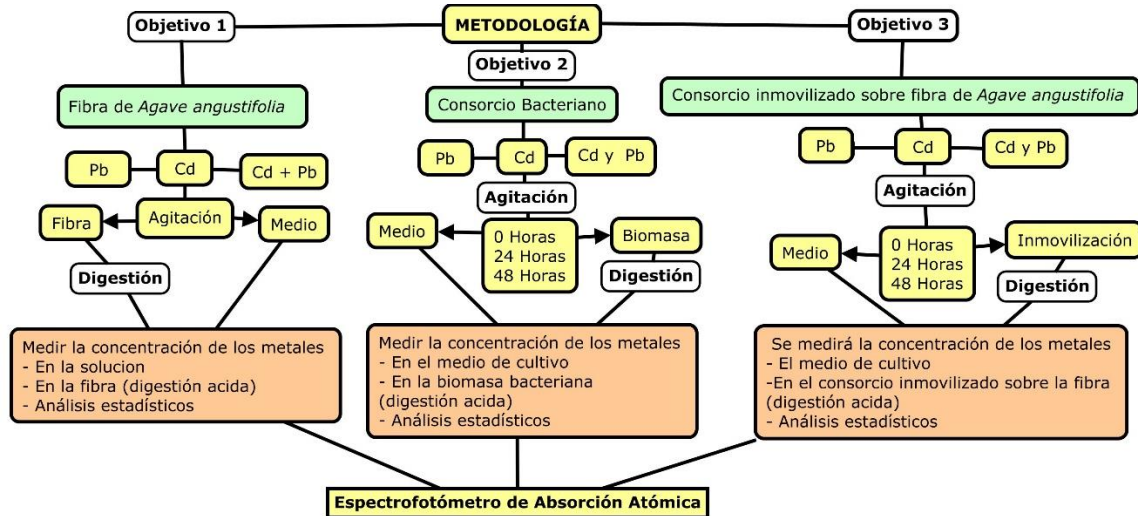 METODOLOGÍA
Objetivo 1
Fibra de Agave angustifolia
Pb
Cd
Cd + Pb
Fibra
Agitación
Medio
Digestión
Medir la concentración de los metales
- En la solucion
- En la fibra (digestión acida)
- Análisis estadísticos
Objetivo 2
Consorcio Bacteriano
Pb
Cd
Cd y Pb
Agitación
Medio
0 Horas
24 Horas
48 Horas
Biomasa
Digestión
Medir la concentración de los metales
- En el medio de cultivo
- En la biomasa bacteriana
(digestión acida)
- Análisis estadísticos
Objetivo 3
Consorcio inmovilizado sobre fibra de Agave angustifolia
Pb
Cd
Cd y Pb
Agitación
Medio
0 Horas
24 Horas
48 Horas
Inmovilización
Digestión
Se medirá la concentración de los metales
- El medio de cultivo
-En el consorcio inmovilizado sobre la fibra
(digestión acida)
- Análisis estadísticos
Espectrofotómetro de Absorción Atómica